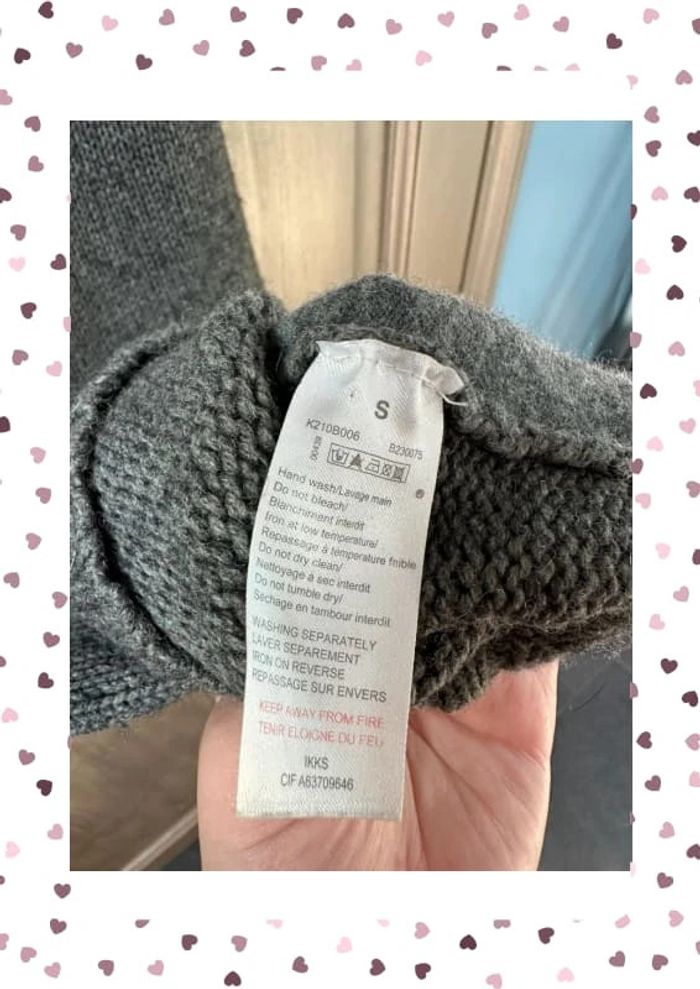 S
K210B006
B230075
00439
Hand wash/Lavage main
Do not bleach/
Blanchiment interdit
Iron at low temperature/
Repassage à température faible
Do not dry clean/
Nettoyage à sec interdit
Do not tumble dry/
Séchage en tambour interdit
WASHING SEPARATELY
LAVER SEPAREMENT
IRON ON REVERSE
REPASSAGE SUR ENVERS
KEEP AWAY FROM FIRE
TENIR ELOIGNE DU FEU
IKKS
CIF A63709646